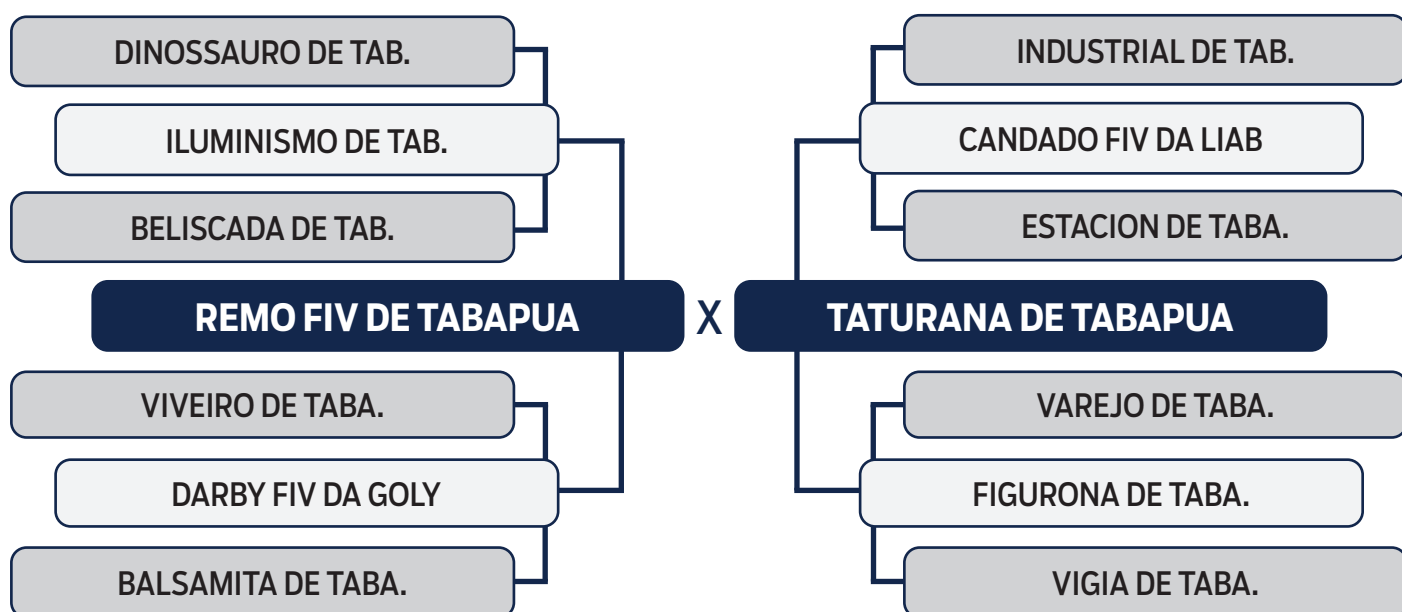 DINOSSAURO DE TAB.
INDUSTRIAL DE TAB.
ILUMINISMO DE TAB.
CANDADO FIV DA LIAB
BELISCADA DE TAB.
ESTACION DE TABA.
REMO FIV DE TABAPUA X TATURANA DE TABAPUA
VIVEIRO DE TABA.
VAREJO DE TABA.
DARBY FIV DA GOLY
FIGURONA DE TABA.
BALSAMITA DE TABA.
VIGIA DE TABA.